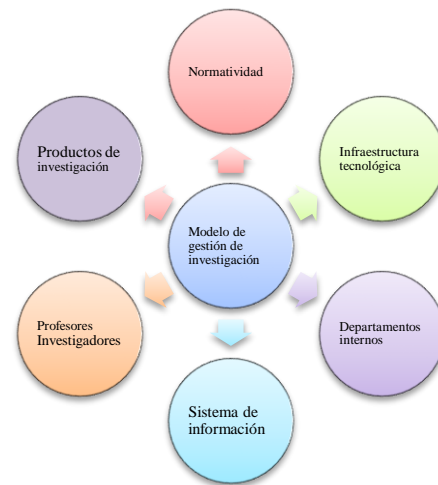 Normatividad
Productos de
investigación
Infraestructura
tecnológica
Modelo de
gestión de
investigación
Profesores
Investigadores
Departamentos
internos
Sistema de
información